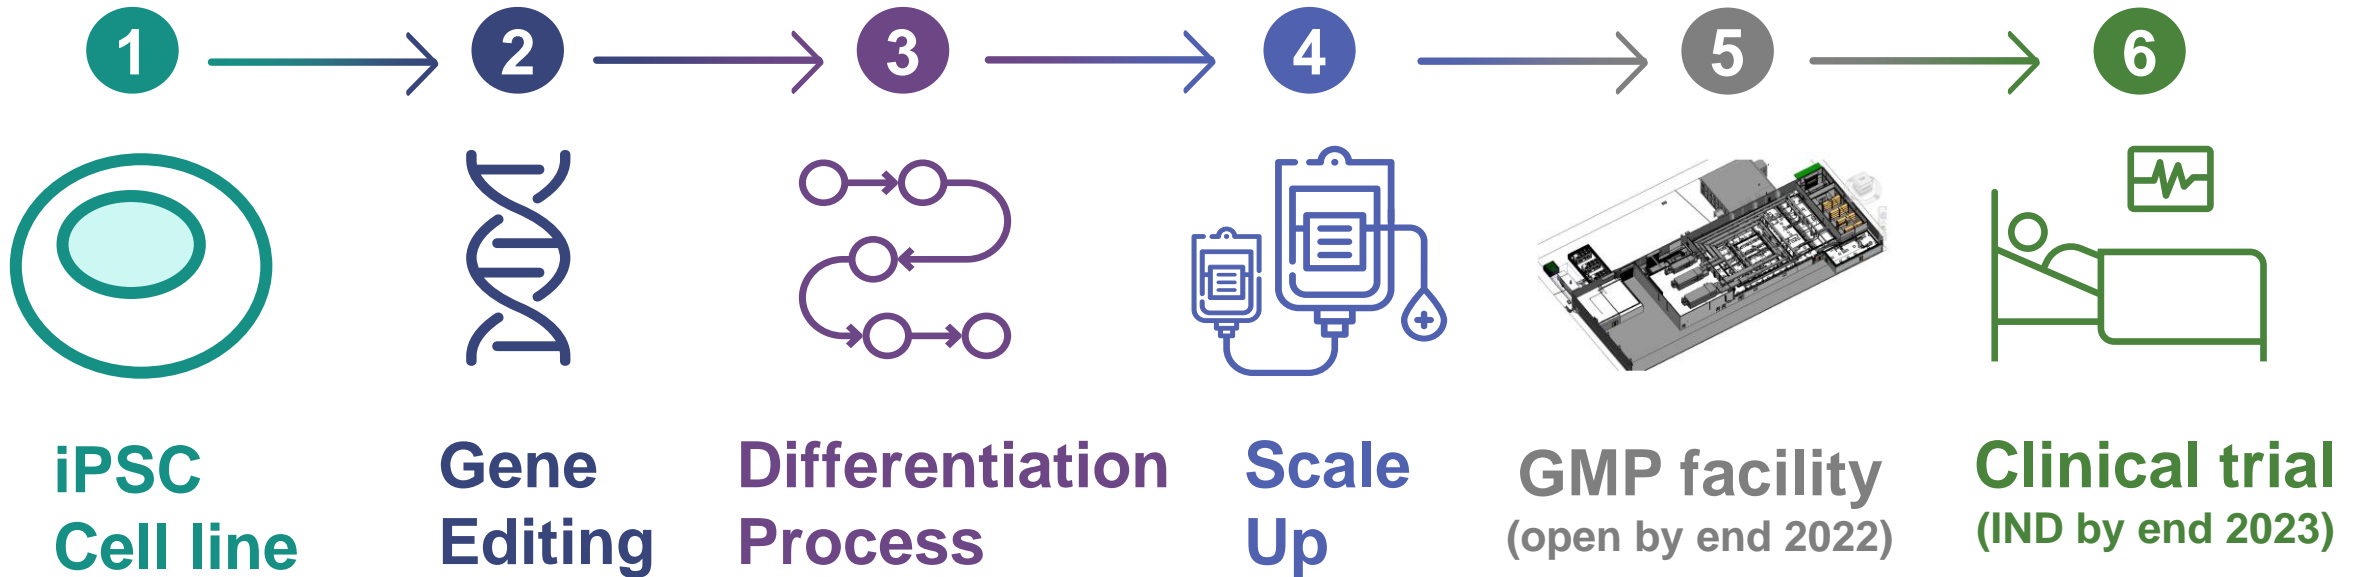 1
2
3
4
5
6
iPSC
Cell line
Gene
Editing
Differentiation
Process
Scale
Up
GMP facility
(open by end 2022)
Clinical trial
(IND by end 2023)